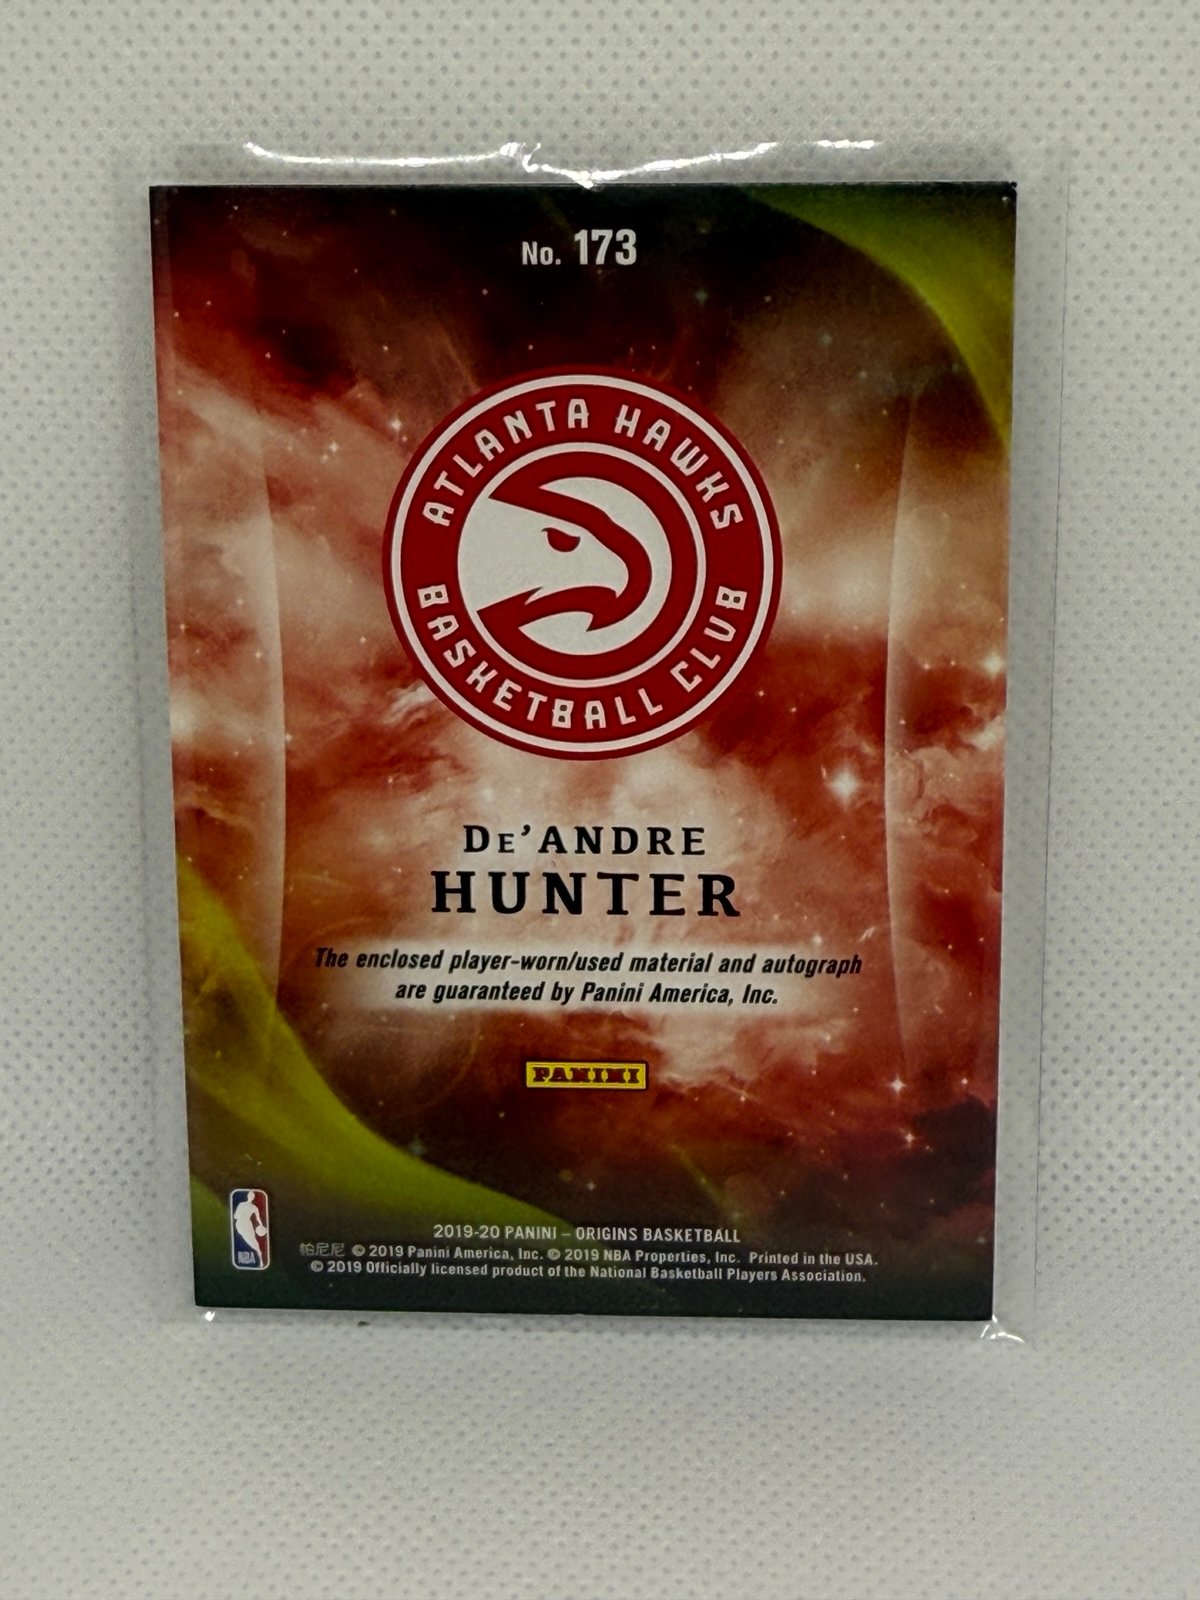 No. 173
ATLANTA HAWKS
BASKETBALL CLUB
DE'ANDRE
HUNTER
The enclosed player-worn/used material and autograph
are guaranteed by Panini America, Inc.
PANINI
NBA
2019-20 PANINI – ORIGINS BASKETBALL
帕尼尼 © 2019 Panini America, Inc. © 2019 NBA Properties, Inc. Printed in the USA.
© 2019 Officially licensed product of the National Basketball Players Association.